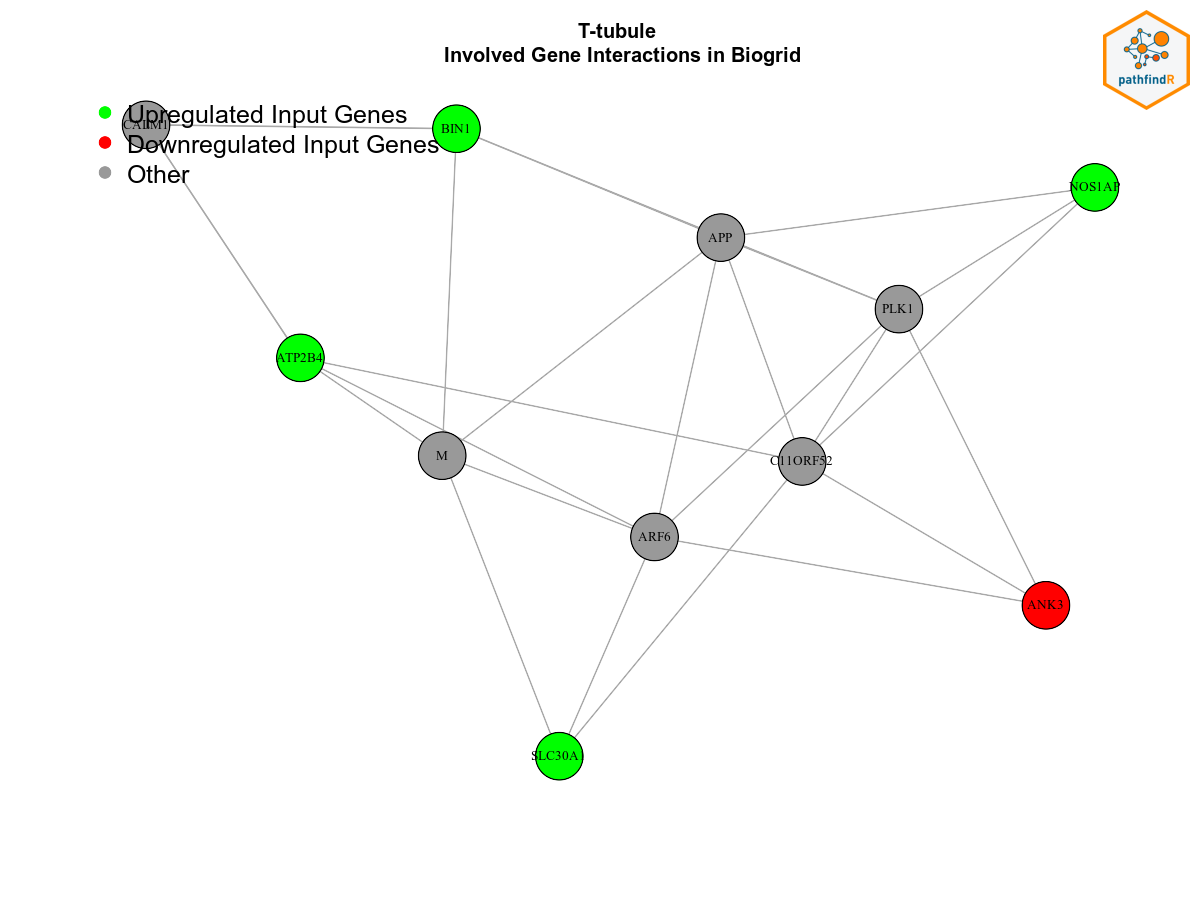 T-tubule
Involved Gene Interactions in Biogrid
pathfindR
Upregulated Input Genes
Downregulated Input Genes
Other
CALM1
BIN1
NOS1AP
APP
PLK1
ATP2B4
M
C11ORF52
ARF6
ANK3
SLC30A1